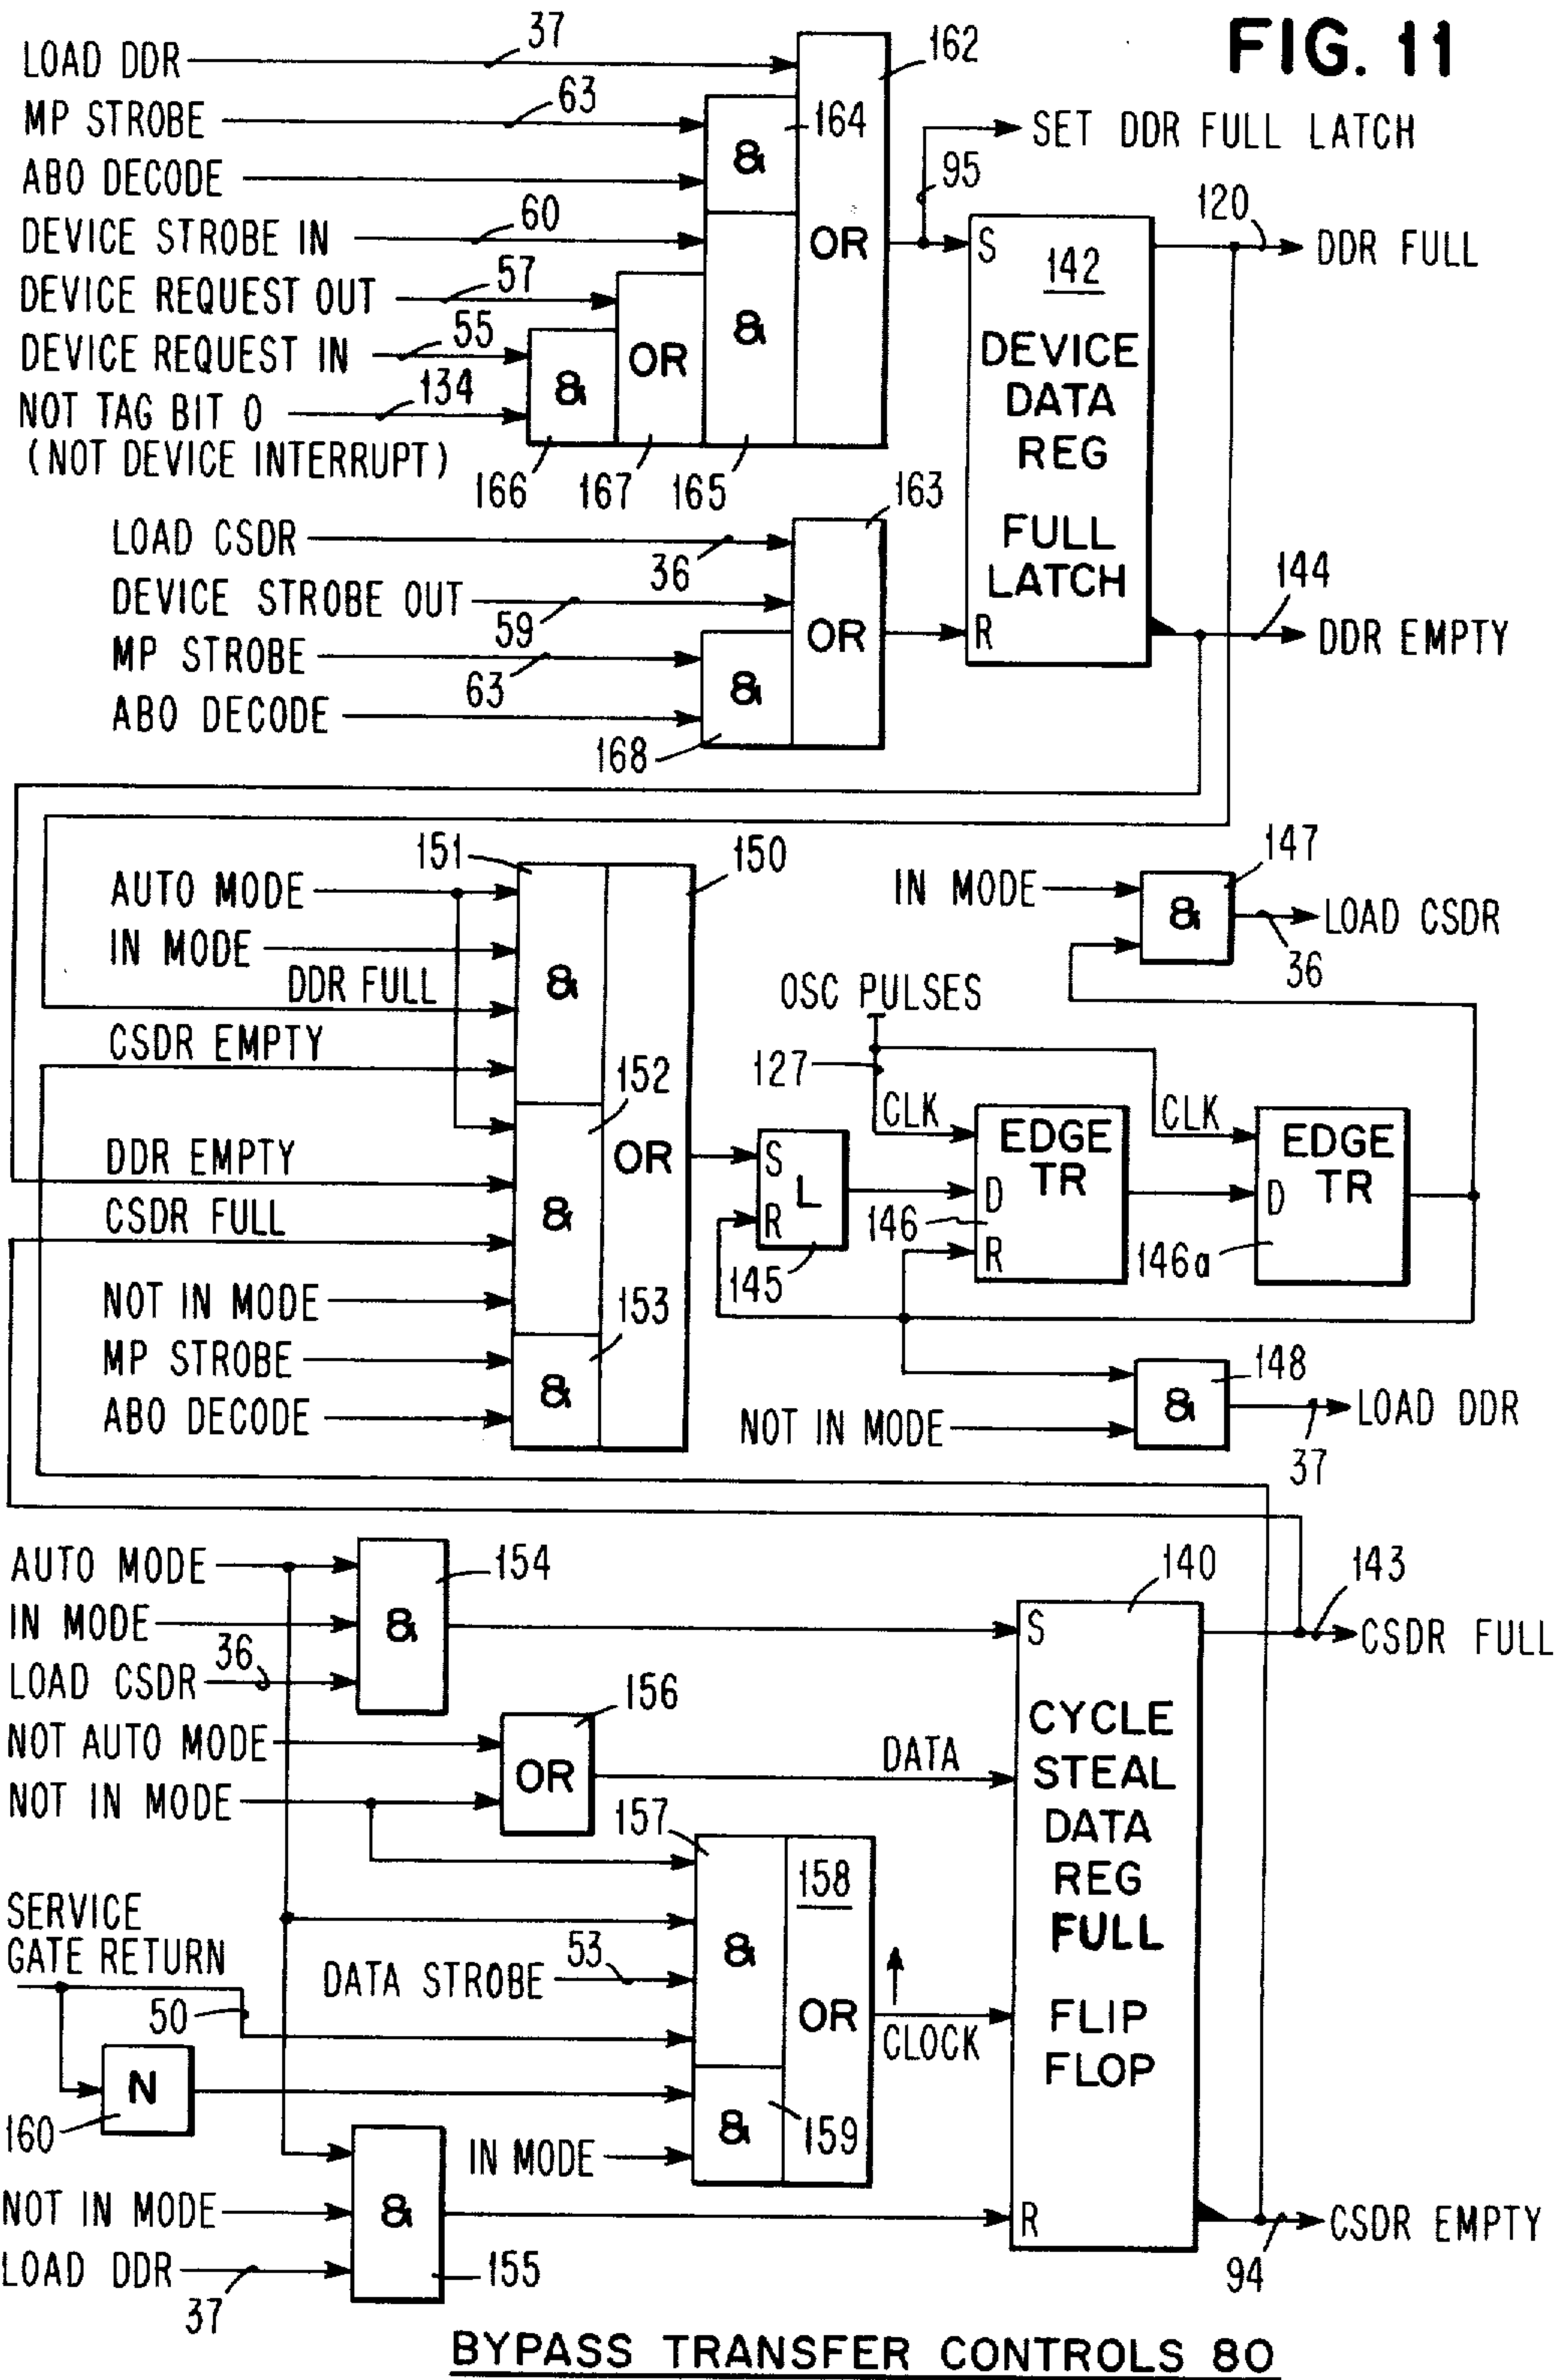 FIG. 11
LOAD DDR
37
162
MP STROBE
63
164
SET DDR FULL LATCH
ABO DECODE
&
95
DEVICE STROBE IN
60
OR
S
142
120
DDR FULL
DEVICE REQUEST OUT
57
&
DEVICE REQUEST IN
55
OR
DEVICE
DATA
REG
FULL
LATCH
NOT TAG BIT 0
134
&
(NOT DEVICE INTERRUPT)
166
167
165
163
LOAD CSDR
36
DEVICE STROBE OUT
59
OR
R
144
DDR EMPTY
MP STROBE
63
&
ABO DECODE
168
151
150
147
AUTO MODE
IN MODE
&
LOAD CSDR
IN MODE
&
36
DDR FULL
OSC PULSES
CSDR EMPTY
152
127
CLK
EDGE
TR
CLK
EDGE
TR
DDR EMPTY
OR
S
L
D
D
CSDR FULL
&
R
146
R
146a
145
NOT IN MODE
153
MP STROBE
&
148
ABO DECODE
NOT IN MODE
&
LOAD DDR
37
AUTO MODE
154
140
143
IN MODE
&
S
CSDR FULL
LOAD CSDR
36
156
NOT AUTO MODE
OR
DATA
CYCLE
STEAL
DATA
REG
FULL
FLIP
FLOP
NOT IN MODE
157
158
SERVICE
GATE RETURN
&
DATA STROBE
53
50
OR
CLOCK
N
160
&
159
IN MODE
NOT IN MODE
&
R
CSDR EMPTY
LOAD DDR
155
94
37
BYPASS TRANSFER CONTROLS 80